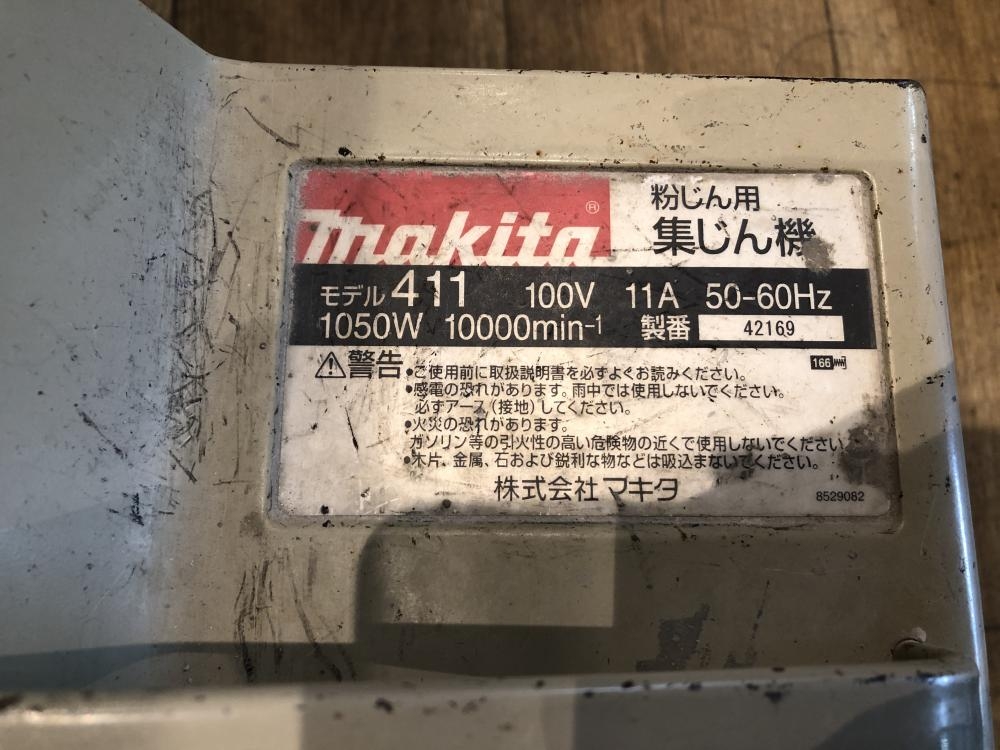 makita®
粉じん用
集じん機
モデル 411 100V 11A 50-60Hz
1050W 10000min-1 製番 42169
⚠警告 •ご使用前に取扱説明書を必ずよくお読みください。
166
•感電の恐れがあります。雨中では使用しないでください。
必ずアース(接地)してください。
•火災の恐れがあります。
ガソリン等の引火性の高い危険物の近くで使用しないでください
•木片、金属、石および鋭利な物などは吸込まないでください。
株式会社マキタ
8529082